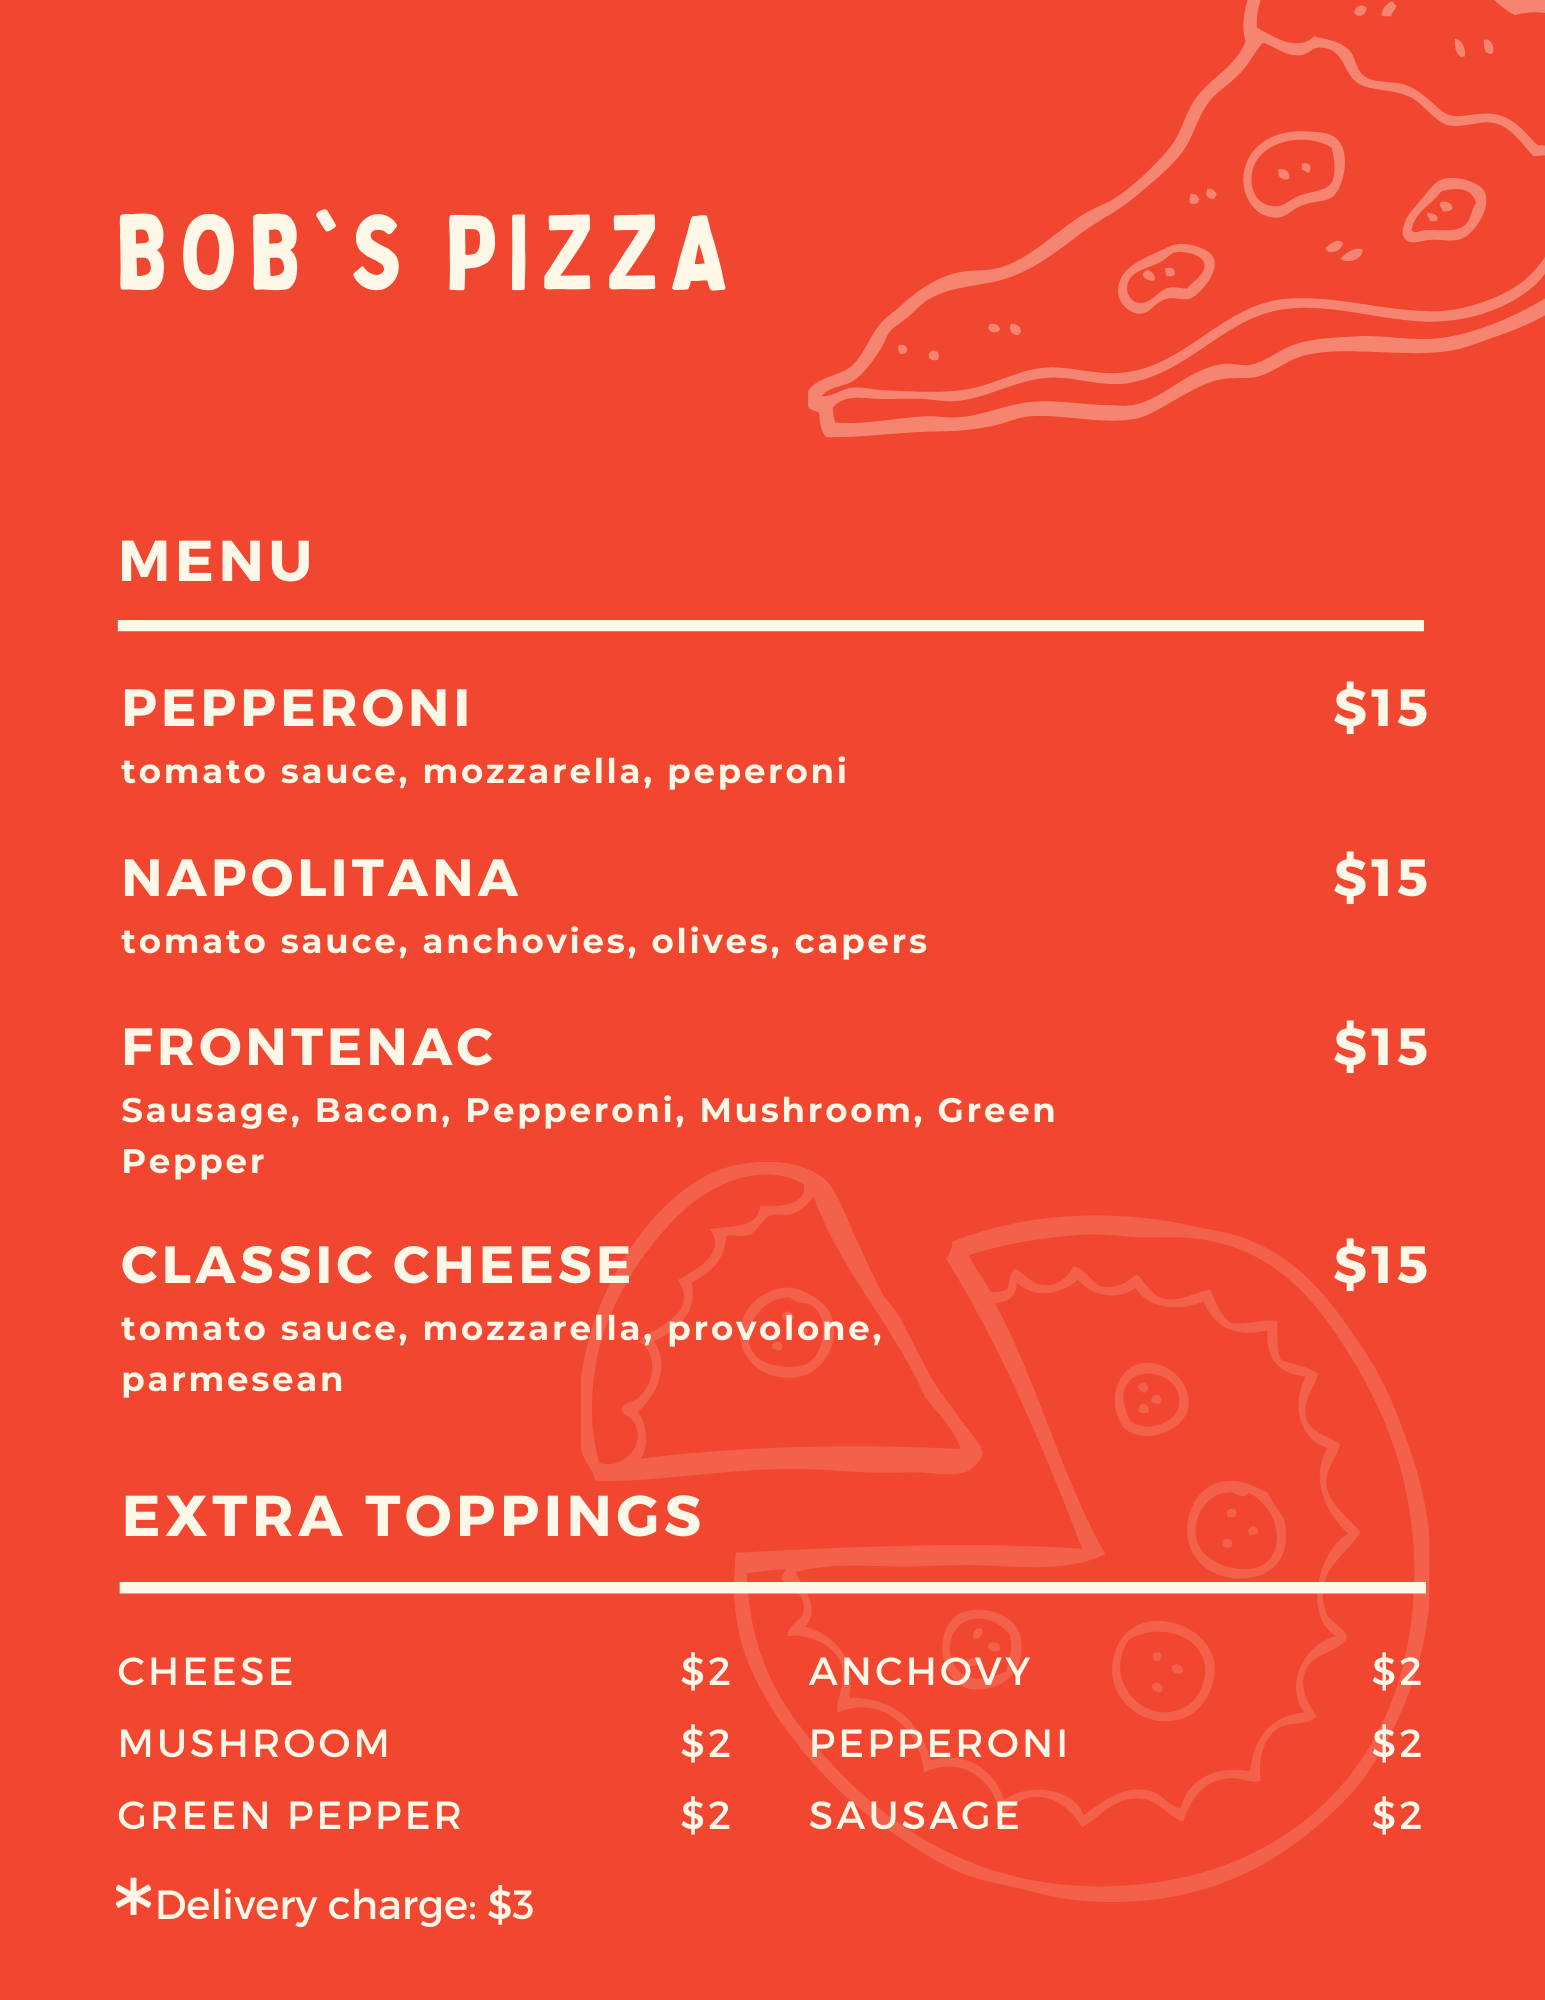 BOB`S PIZZA
MENU
PEPPERONI $15
tomato sauce, mozzarella, peperoni
NAPOLITANA $15
tomato sauce, anchovies, olives, capers
FRONTENAC $15
Sausage, Bacon, Pepperoni, Mushroom, Green
Pepper
CLASSIC CHEESE $15
tomato sauce, mozzarella, provolone,
parmesean
EXTRA TOPPINGS
CHEESE $2 ANCHOVY $2
MUSHROOM $2 PEPPERONI $2
GREEN PEPPER $2 SAUSAGE $2
*Delivery charge: $3